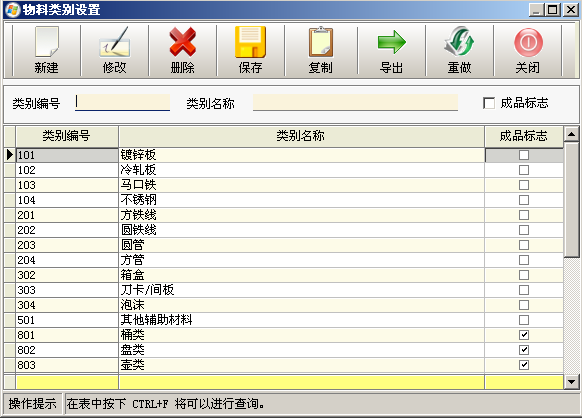 物料类别设置
新建 修改 删除 保存 复制 导出 重做 关闭
类别编号 类别名称 成品标志
类别编号 类别名称 成品标志
101 镀锌板
102 冷轧板
103 马口铁
104 不锈钢
201 方铁线
202 圆铁线
203 圆管
204 方管
302 箱盒
303 刀卡/间板
304 泡沫
501 其他辅助材料
801 桶类
802 盘类
803 壶类
操作提示 在表中按下 CTRL+F 将可以进行查询。